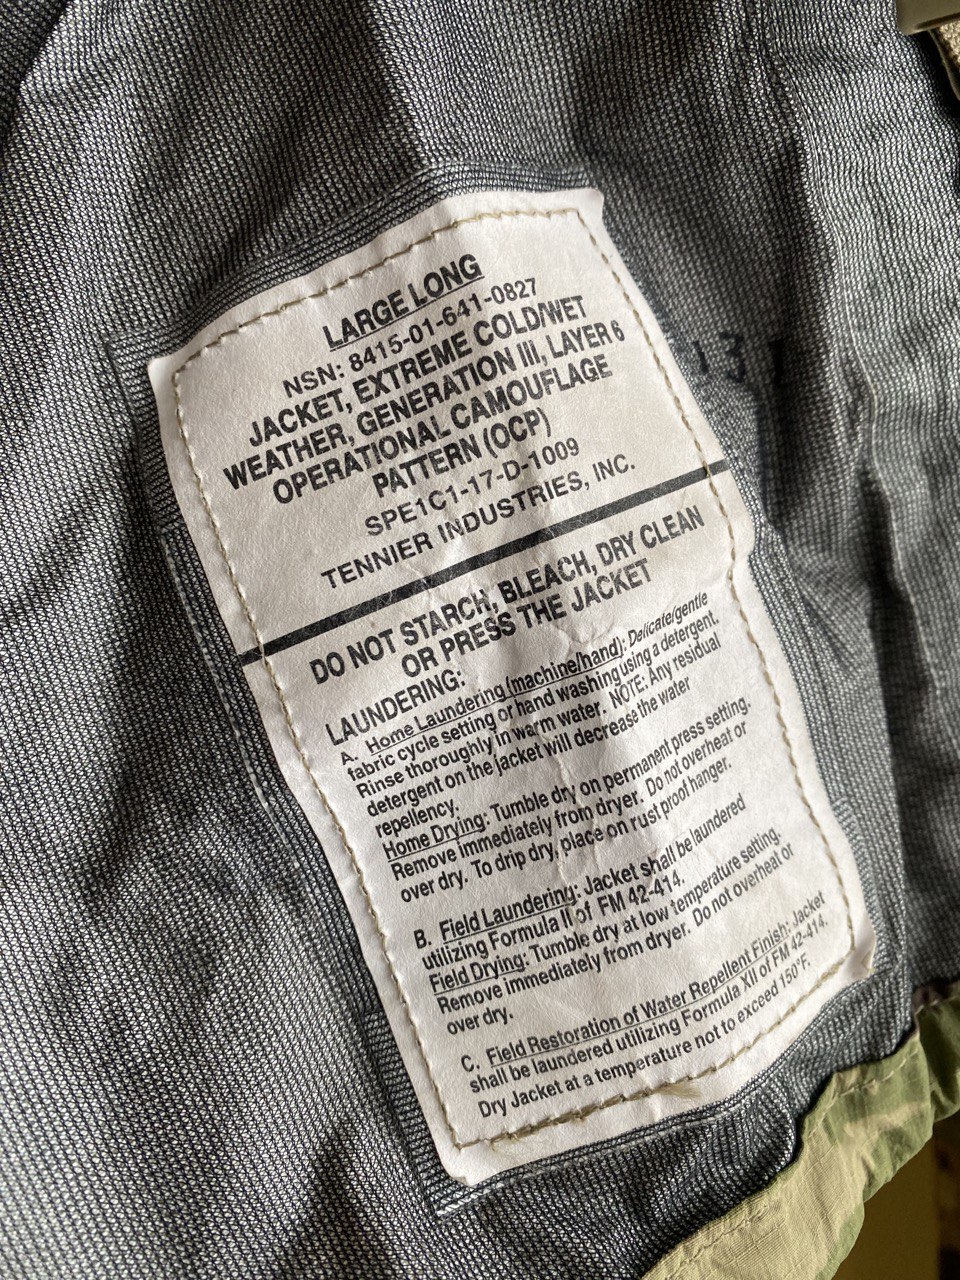 LARGE LONG
NSN: 8415-01-641-0827
JACKET, EXTREME COLD/WET
WEATHER, GENERATION III, LAYER 6
OPERATIONAL CAMOUFLAGE
PATTERN (OCP)
SPE1C1-17-D-1009
TENNIER INDUSTRIES, INC.
DO NOT STARCH, BLEACH, DRY CLEAN
OR PRESS THE JACKET
LAUNDERING:
A. Home Laundering (machine/hand): Delicate/gentle
fabric cycle setting or hand washing using a detergent.
Rinse thoroughly in warm water. NOTE: Any residual
detergent on the jacket will decrease the water
repellency.
Home Drying: Tumble dry on permanent press setting.
Remove immediately from dryer. Do not overheat or
over dry. To drip dry, place on rust proof hanger.
B. Field Laundering: Jacket shall be laundered
utilizing Formula II of FM 42-414.
Field Drying: Tumble dry at low temperature setting.
Remove immediately from dryer. Do not overheat or
over dry.
C. Field Restoration of Water Repellent Finish: Jacket
shall be laundered utilizing Formula XII of FM 42-414.
Dry Jacket at a temperature not to exceed 150°F.